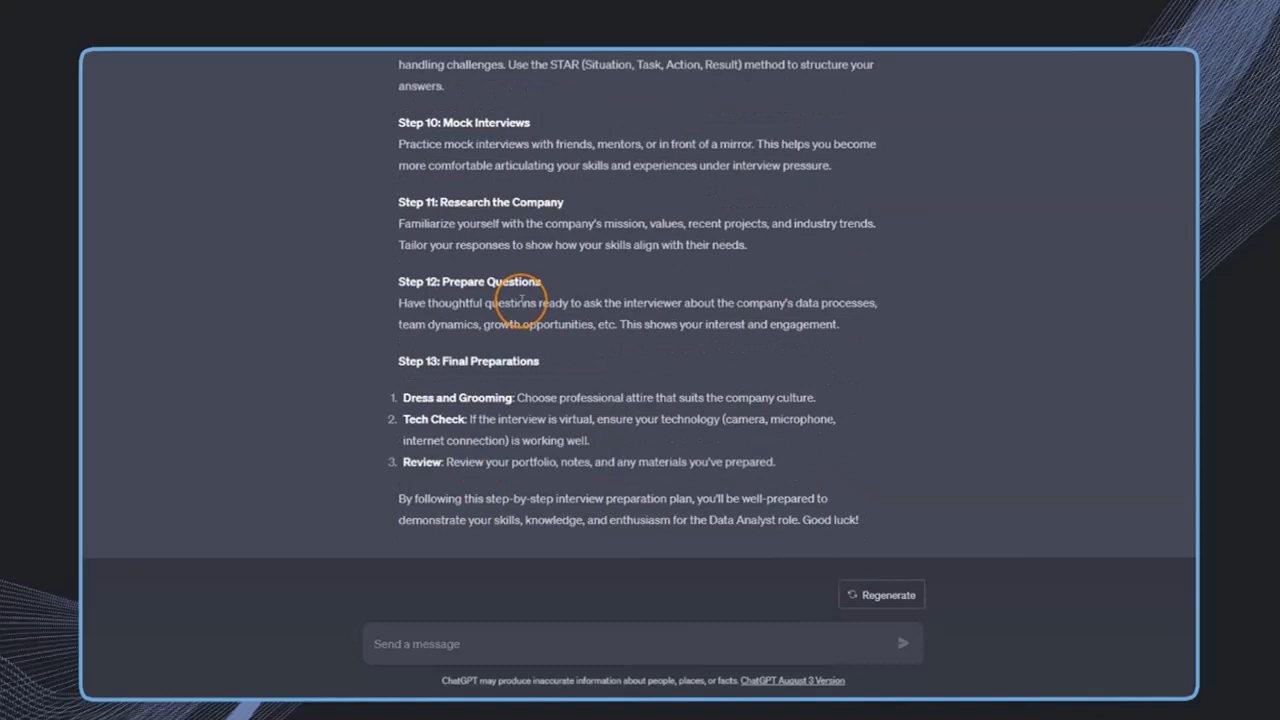 handling challenges. Use the STAR (Situation, Task, Action, Result) method to structure your
answers.
Step 10: Mock Interviews
Practice mock interviews with friends, mentors, or in front of a mirror. This helps you become
more comfortable articulating your skills and experiences under interview pressure.
Step 11: Research the Company
Familiarize yourself with the company's mission, values, recent projects, and industry trends.
Tailor your responses to show how your skills align with their needs.
Step 12: Prepare Questions
Have thoughtful questions ready to ask the interviewer about the company's data processes,
team dynamics, growth opportunities, etc. This shows your interest and engagement.
Step 13: Final Preparations
1. Dress and Grooming: Choose professional attire that suits the company culture.
2. Tech Check: If the interview is virtual, ensure your technology (camera, microphone,
internet connection) is working well.
3. Review: Review your portfolio, notes, and any materials you've prepared.
By following this step-by-step interview preparation plan, you'll be well-prepared to
demonstrate your skills, knowledge, and enthusiasm for the Data Analyst role. Good luck!
Regenerate
Send a message
ChatGPT may produce inaccurate information about people, places, or facts. ChatGPT August 3 Version